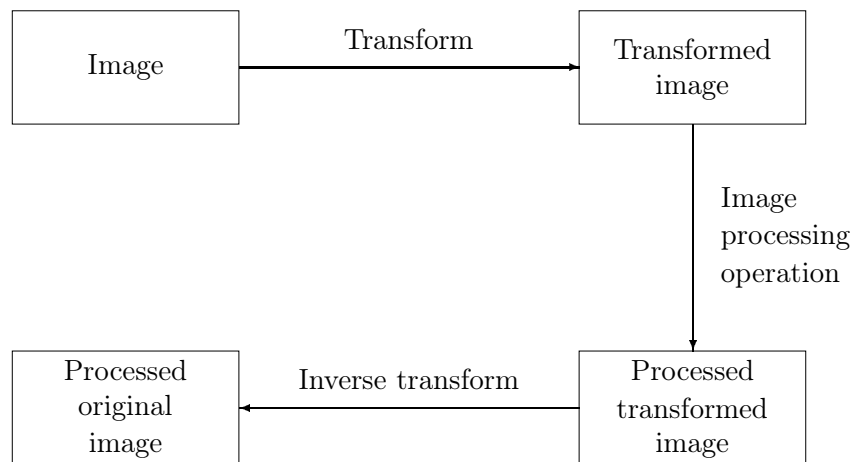 Image
Transform
Transformed
image
Image
processing
operation
Processed
transformed
image
Inverse transform
Processed
original
image